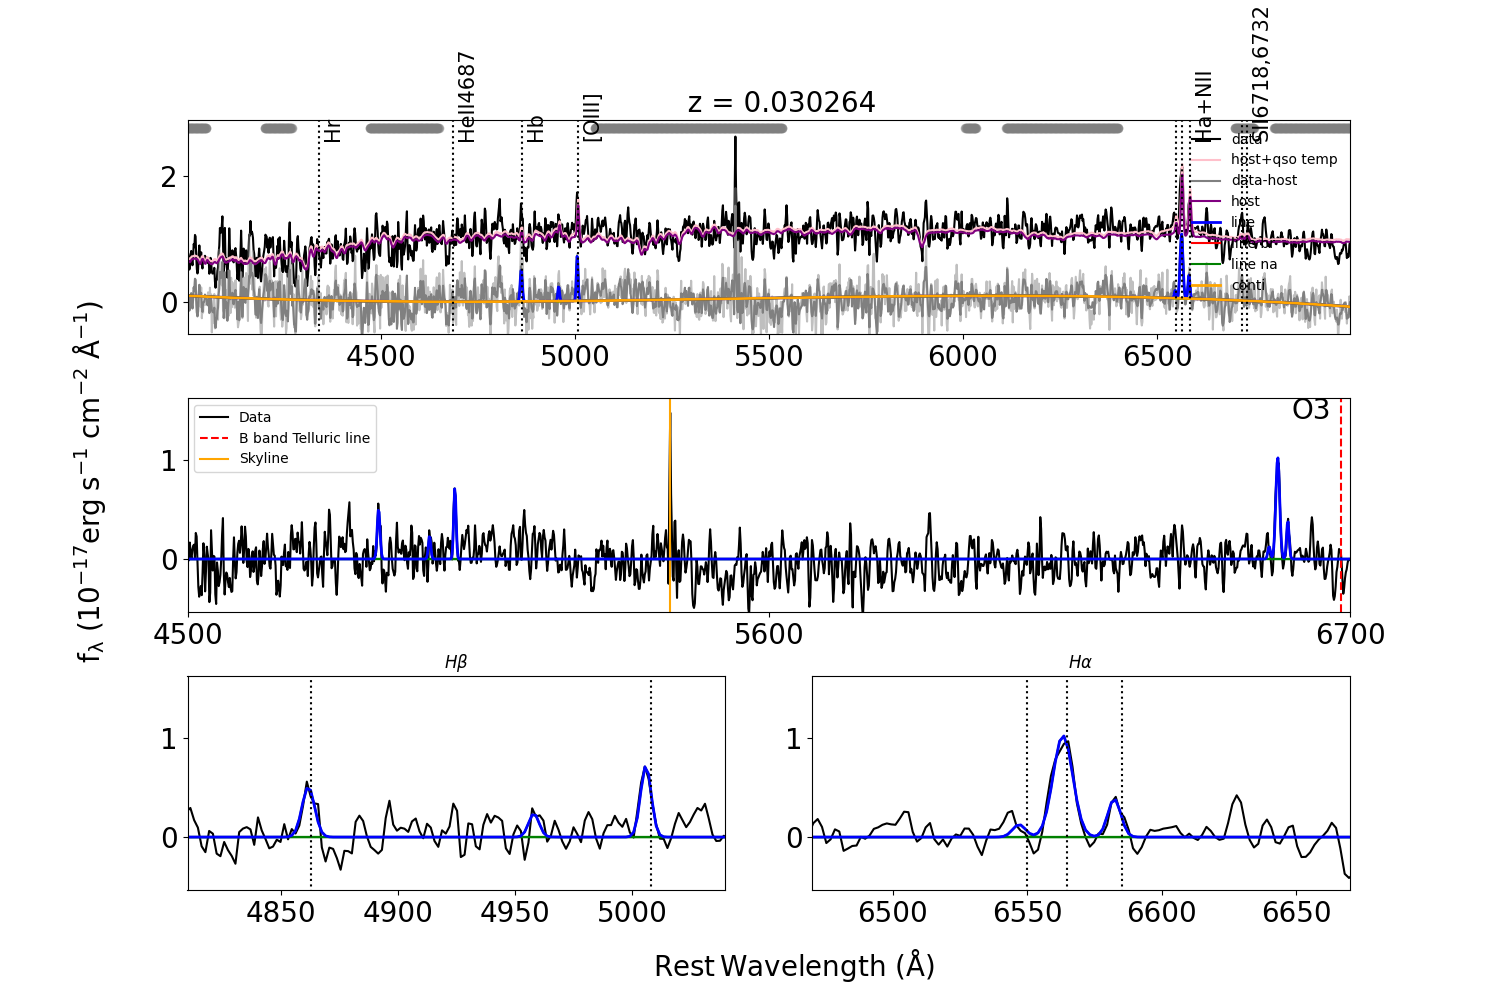 z = 0.030264
Hr
HeII4687
Hb
[OIII]
Ha+NII
SII6718,6732
data
host+qso temp
data-host
host
line
line na
conti
2
0
4500 5000 5500 6000 6500
fλ (10⁻¹⁷erg s⁻¹ cm⁻² Å⁻¹)
Data
B band Telluric line
Skyline
O3
1
0
4500 5600 6700
Hβ
1
0
4850 4900 4950 5000
Hα
1
0
6500 6550 6600 6650
Rest Wavelength (Å)